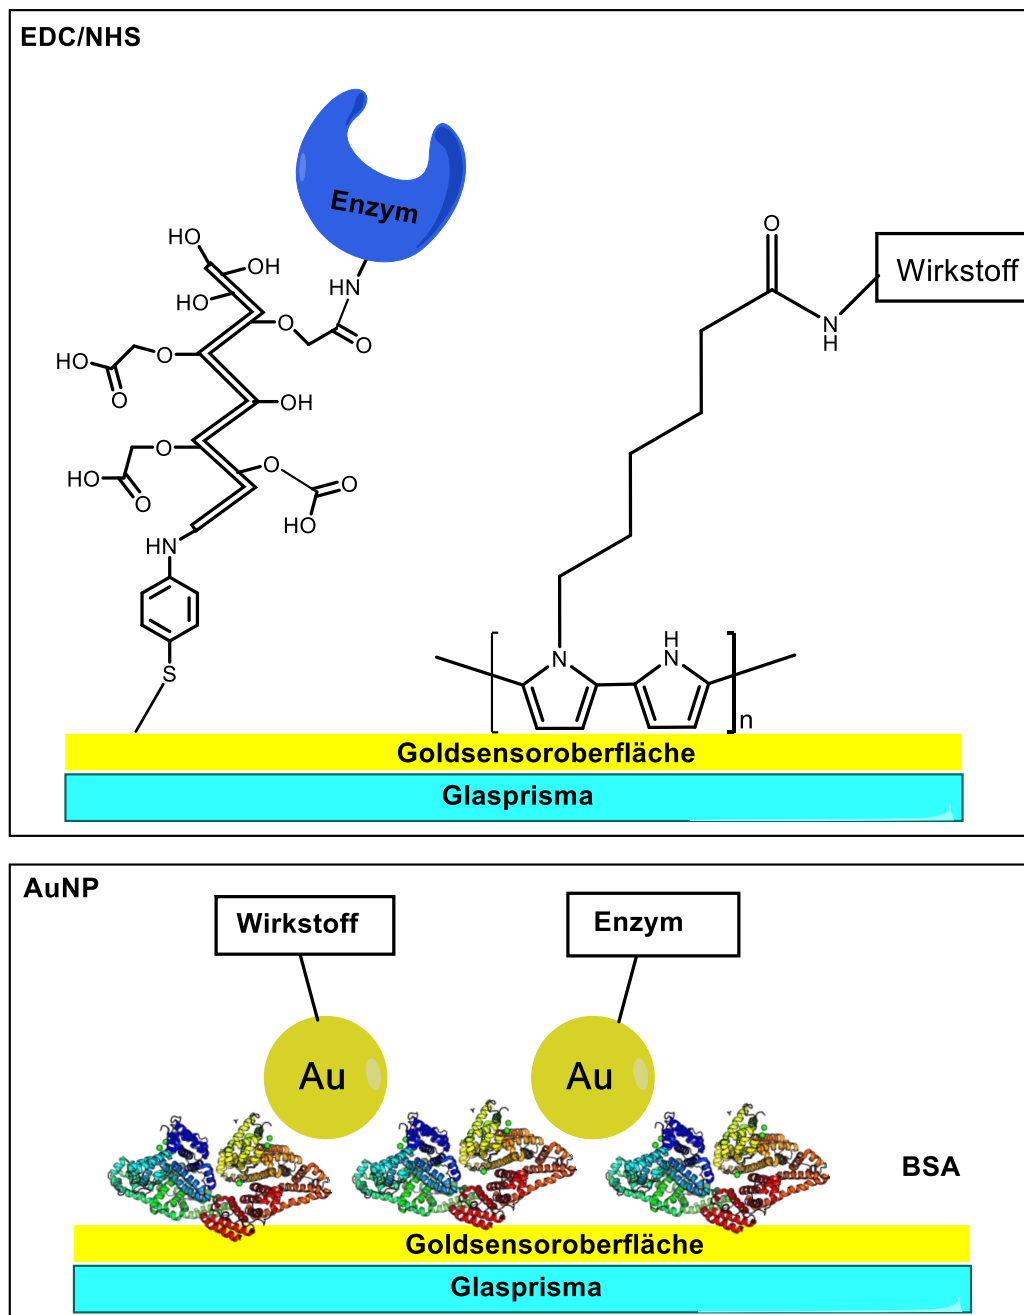 EDC/NHS
Enzym
HO
OH
HO
O
HN
O
HO
O
O
OH
O
HO
O
O
O
HO
HN
S
O
Wirkstoff
N
H
N
H
N
n
Goldsensoroberfläche
Glasprisma
AuNP
Wirkstoff
Enzym
Au
Au
BSA
Goldsensoroberfläche
Glasprisma